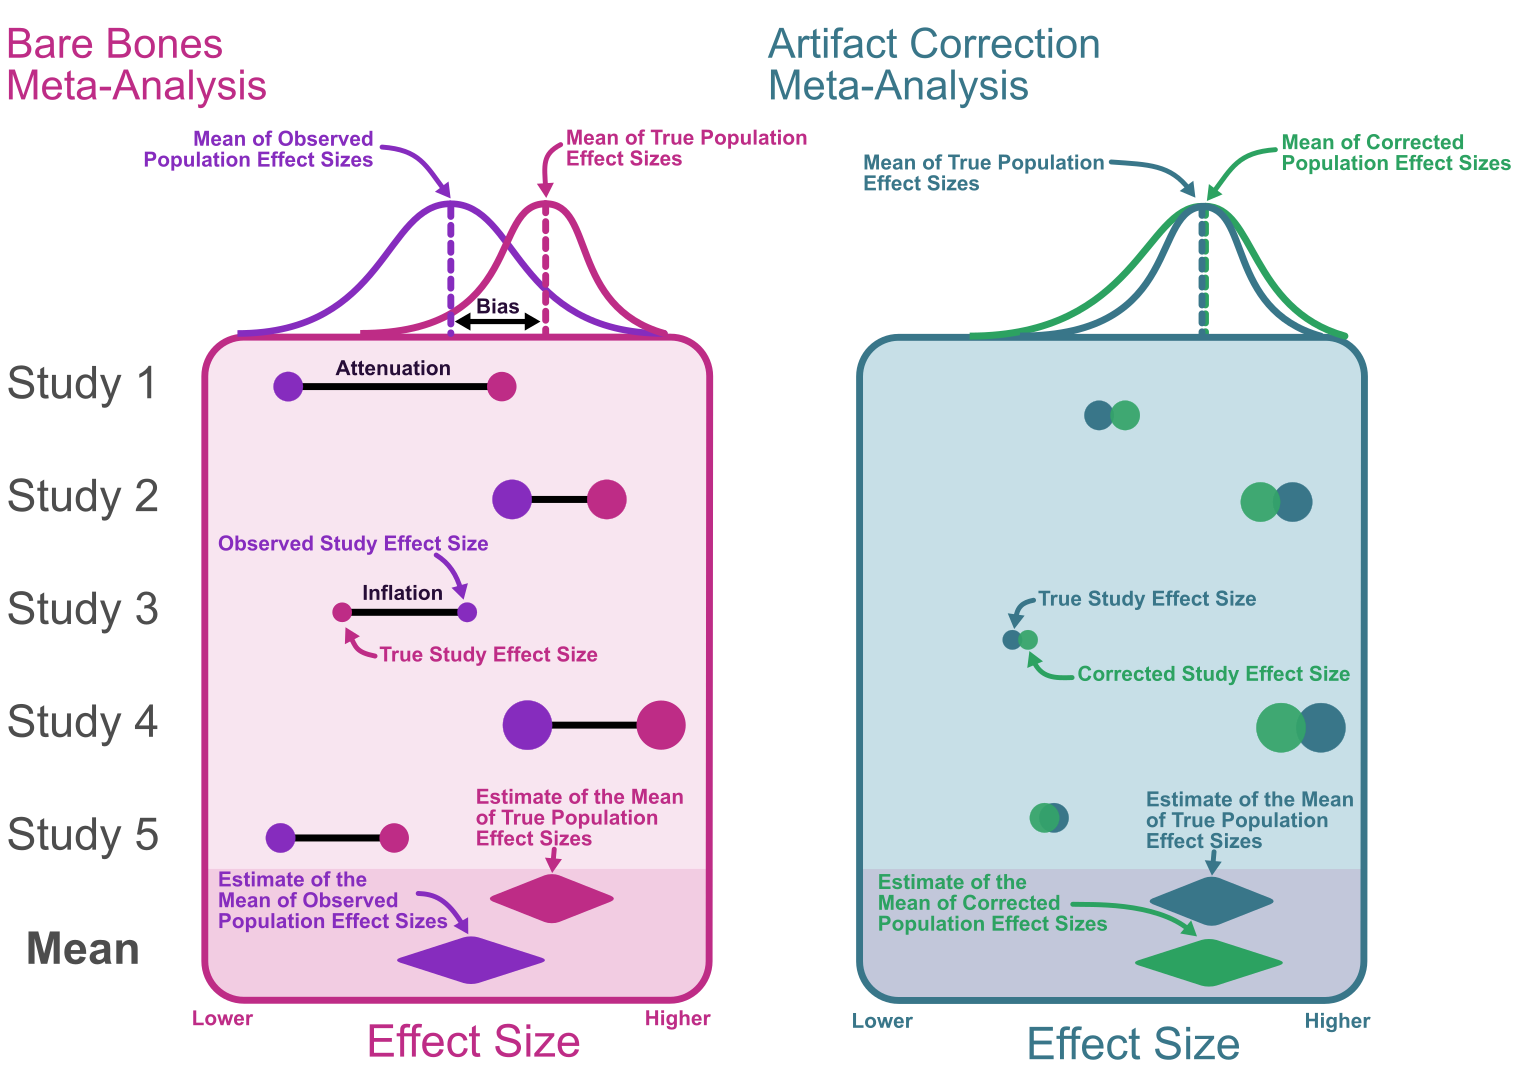 Bare Bones
Meta-Analysis
Artifact Correction
Meta-Analysis
Mean of Observed
Population Effect Sizes
Mean of True Population
Effect Sizes
Mean of True Population
Effect Sizes
Mean of Corrected
Population Effect Sizes
Bias
Study 1
Attenuation
Study 2
Observed Study Effect Size
Study 3
Inflation
True Study Effect Size
True Study Effect Size
Corrected Study Effect Size
Study 4
Study 5
Estimate of the Mean
of True Population
Effect Sizes
Estimate of the Mean
of True Population
Effect Sizes
Estimate of the
Mean of Observed
Population Effect Sizes
Estimate of the
Mean of Corrected
Population Effect Sizes
Mean
Lower
Higher
Effect Size
Lower
Higher
Effect Size